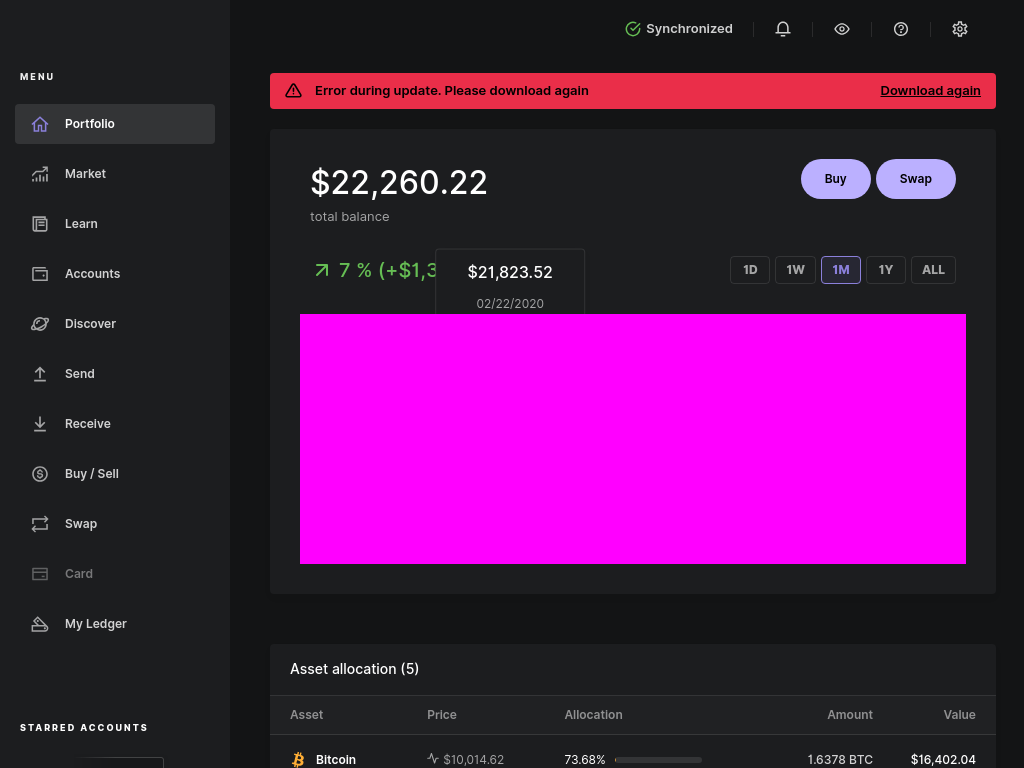 Synchronized
MENU
Error during update. Please download again
Download again
Portfolio
Market
Learn
Accounts
Discover
Send
Receive
Buy / Sell
Swap
Card
My Ledger
STARRED ACCOUNTS
$22,260.22
total balance
Buy
Swap
7 % (+$1,3
$21,823.52
02/22/2020
1D
1W
1M
1Y
ALL
Asset allocation (5)
Asset Price Allocation Amount Value
Bitcoin $10,014.62 73.68% 1.6378 BTC $16,402.04